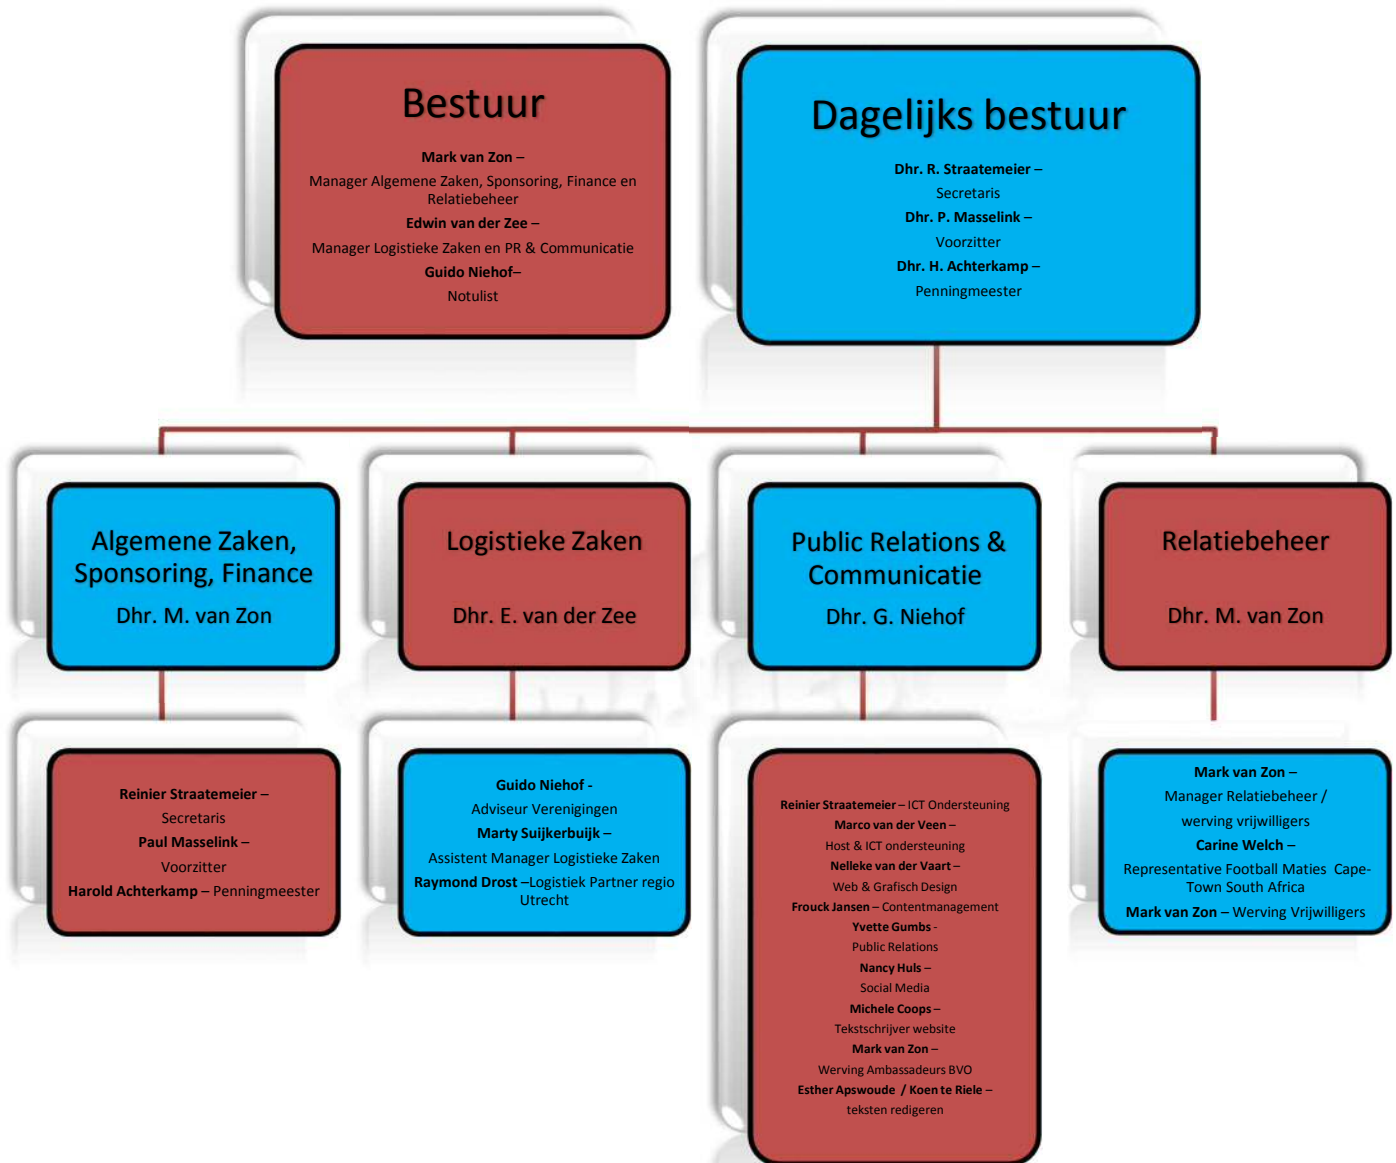 Bestuur
Mark van Zon –
Manager Algemene Zaken, Sponsoring, Finance en
Relatiebeheer
Edwin van der Zee –
Manager Logistieke Zaken en PR & Communicatie
Guido Niehof–
Notulist
Dagelijks bestuur
Dhr. R. Straatemeier –
Secretaris
Dhr. P. Masselink –
Voorzitter
Dhr. H. Achterkamp –
Penningmeester
Algemene Zaken,
Sponsoring, Finance
Dhr. M. van Zon
Logistieke Zaken
Dhr. E. van der Zee
Public Relations &
Communicatie
Dhr. G. Niehof
Relatiebeheer
Dhr. M. van Zon
Reinier Straatemeier –
Secretaris
Paul Masselink –
Voorzitter
Harold Achterkamp – Penningmeester
Guido Niehof -
Adviseur Verenigingen
Marty Suijkerbuijk –
Assistent Manager Logistieke Zaken
Raymond Drost –Logistiek Partner regio
Utrecht
Reinier Straatemeier – ICT Ondersteuning
Marco van der Veen –
Host & ICT ondersteuning
Nelleke van der Vaart –
Web & Grafisch Design
Frouck Jansen – Contentmanagement
Yvette Gumbs -
Public Relations
Nancy Huls –
Social Media
Michele Coops –
Tekstschrijver website
Mark van Zon –
Werving Ambassadeurs BVO
Esther Apswoude / Koen te Riele –
teksten redigeren
Mark van Zon –
Manager Relatiebeheer /
werving vrijwilligers
Carine Welch –
Representative Football Maties Cape-
Town South Africa
Mark van Zon – Werving Vrijwilligers